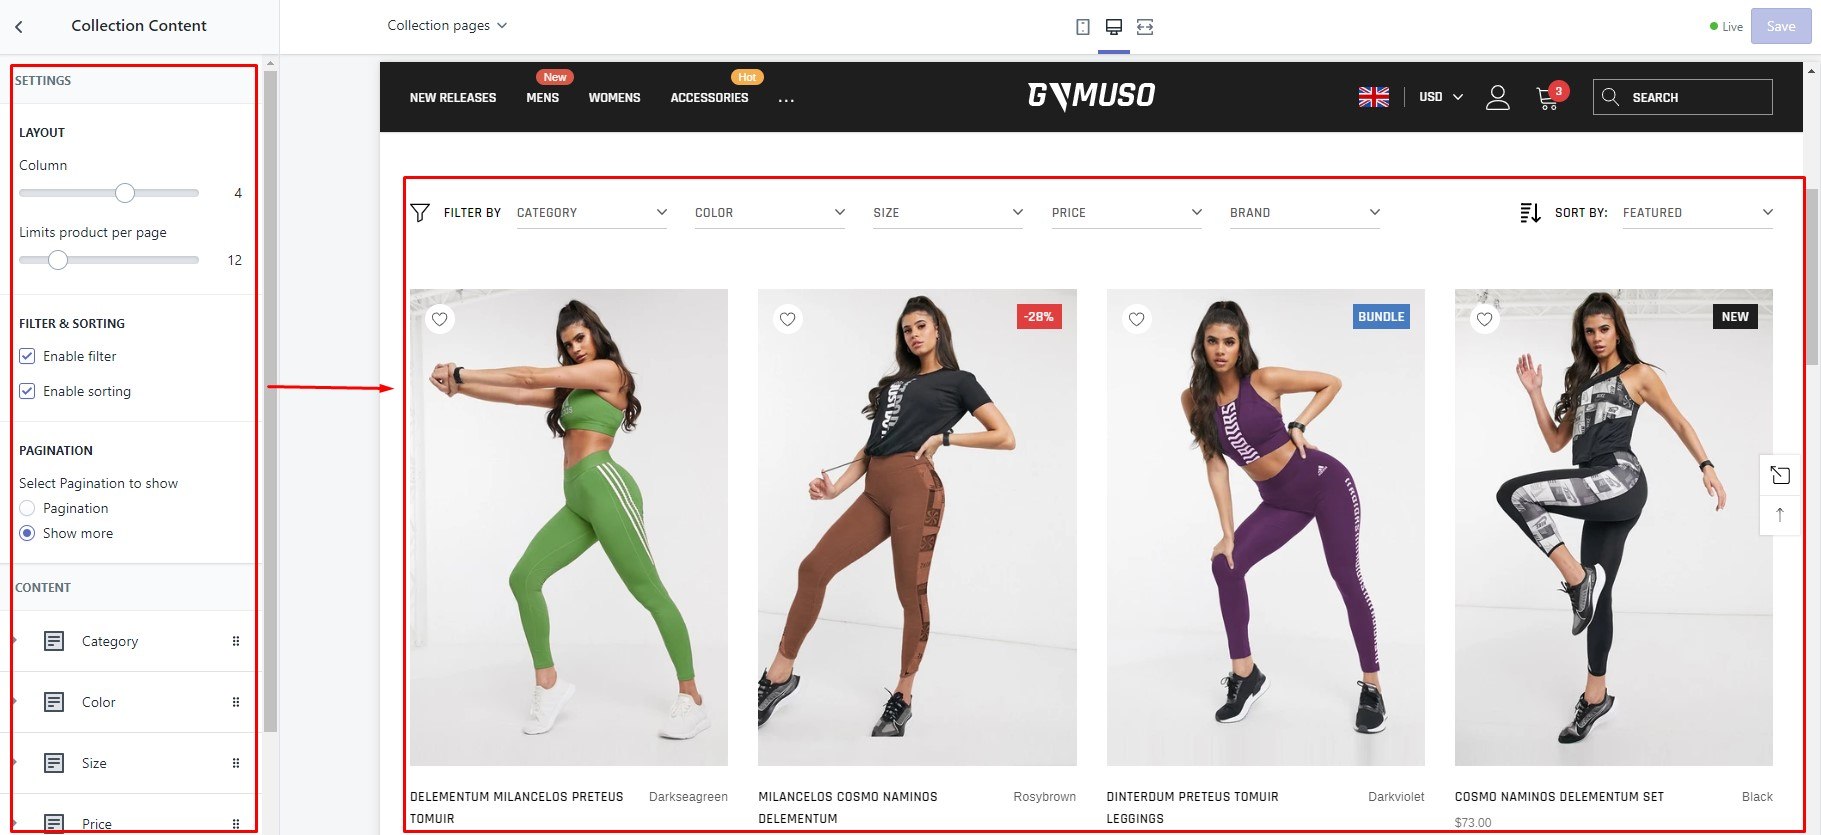 Collection Content
Collection pages
Live
Save
SETTINGS
LAYOUT
Column
4
Limits product per page
12
FILTER & SORTING
Enable filter
Enable sorting
PAGINATION
Select Pagination to show
Pagination
Show more
CONTENT
Category
Color
Size
Price
New
Hot
NEW RELEASES
MENS
WOMENS
ACCESSORIES
...
GYMUSO
USD
3
SEARCH
FILTER BY
CATEGORY
COLOR
SIZE
PRICE
BRAND
SORT BY:
FEATURED
-28%
BUNDLE
NEW
DELEMENTUM MILANCELOS PRETEUS
TOMUIR
Darkseagreen
MILANCELOS COSMO NAMINOS
DELEMENTUM
Rosybrown
DINTERDUM PRETEUS TOMUIR
LEGGINGS
Darkviolet
COSMO NAMINOS DELEMENTUM SET
Black
$73.00